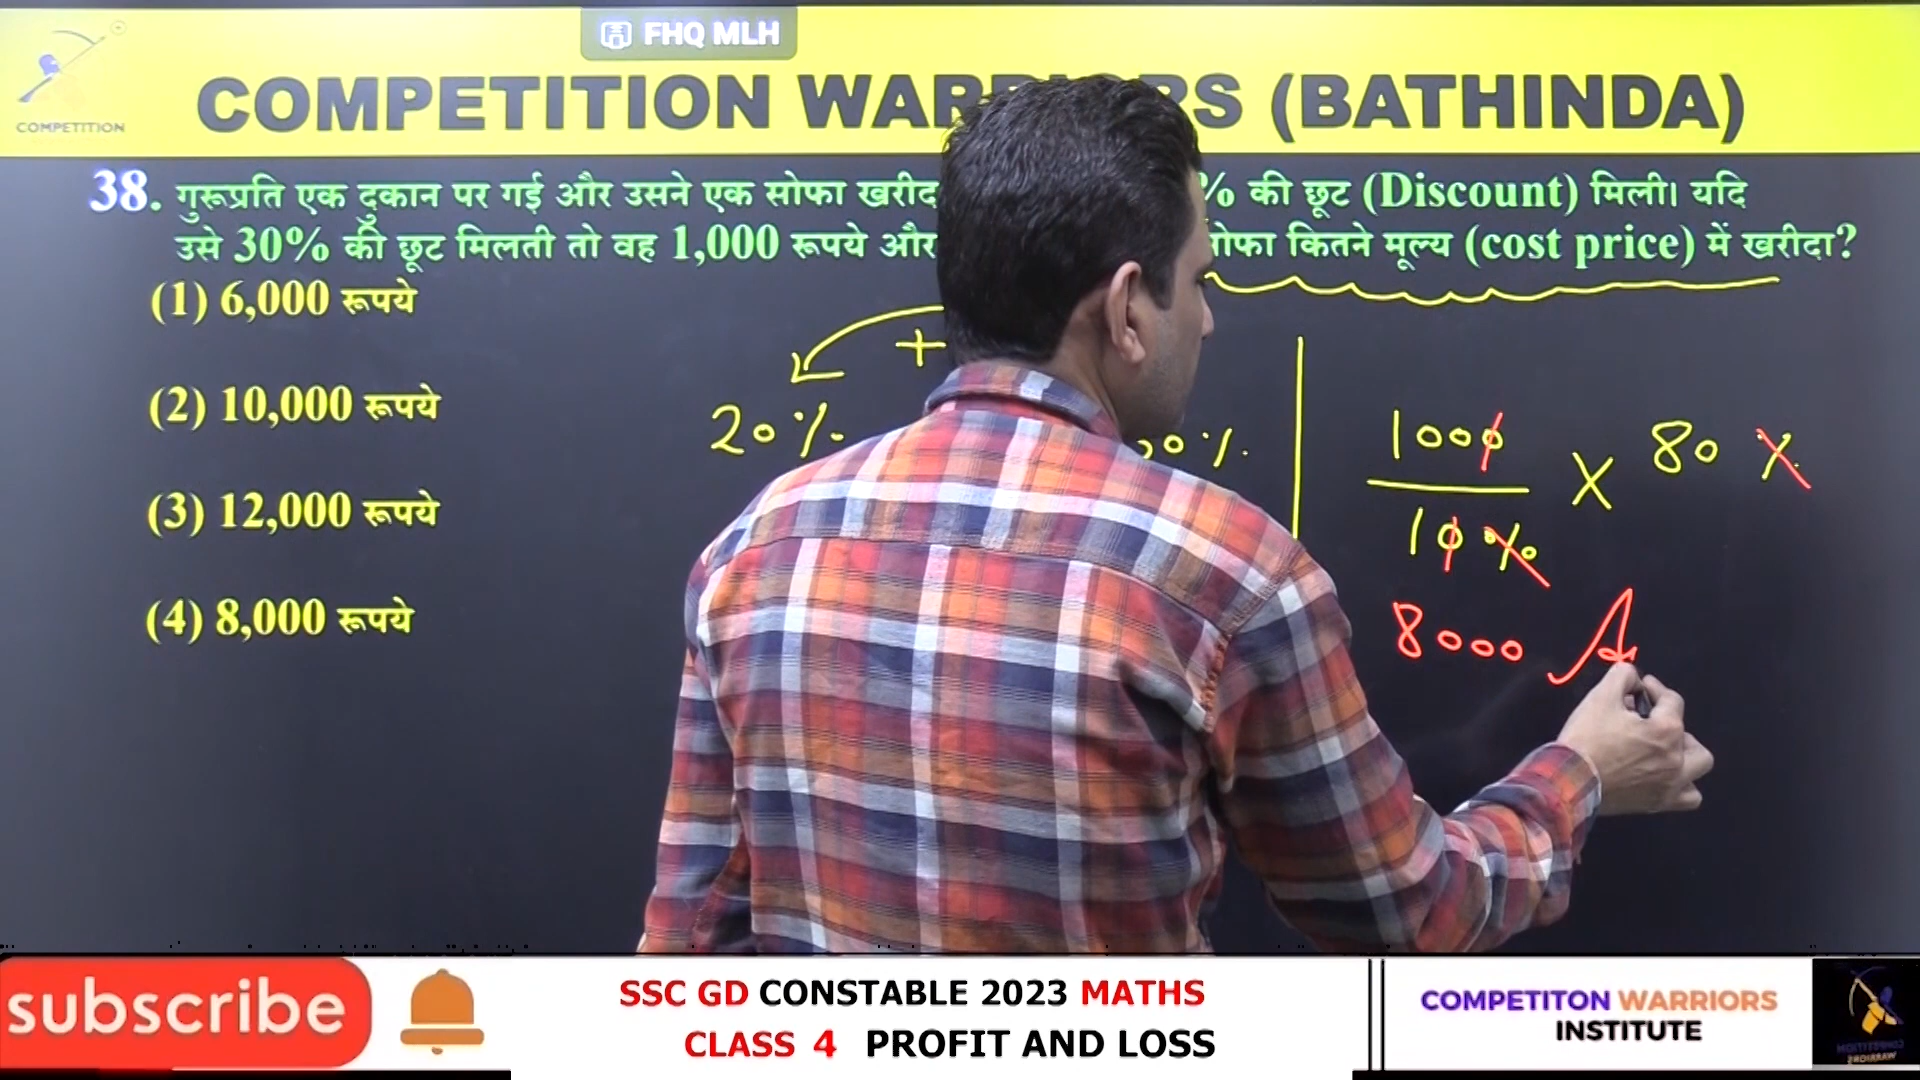 FHQ MLH
COMPETITION WARRIORS (BATHINDA)
COMPETITION
38. गुरूप्रति एक दुकान पर गई और उसने एक सोफा खरीद % की छूट (Discount) मिली। यदि
उसे 30% की छूट मिलती तो वह 1,000 रूपये और कितने मूल्य (cost price) में खरीदा?
(1) 6,000 रूपये
(2) 10,000 रूपये
(3) 12,000 रूपये
(4) 8,000 रूपये
+
20%
1000
10%
× 80 %
8000
subscribe
SSC GD CONSTABLE 2023 MATHS
CLASS 4 PROFIT AND LOSS
COMPETITON WARRIORS
INSTITUTE